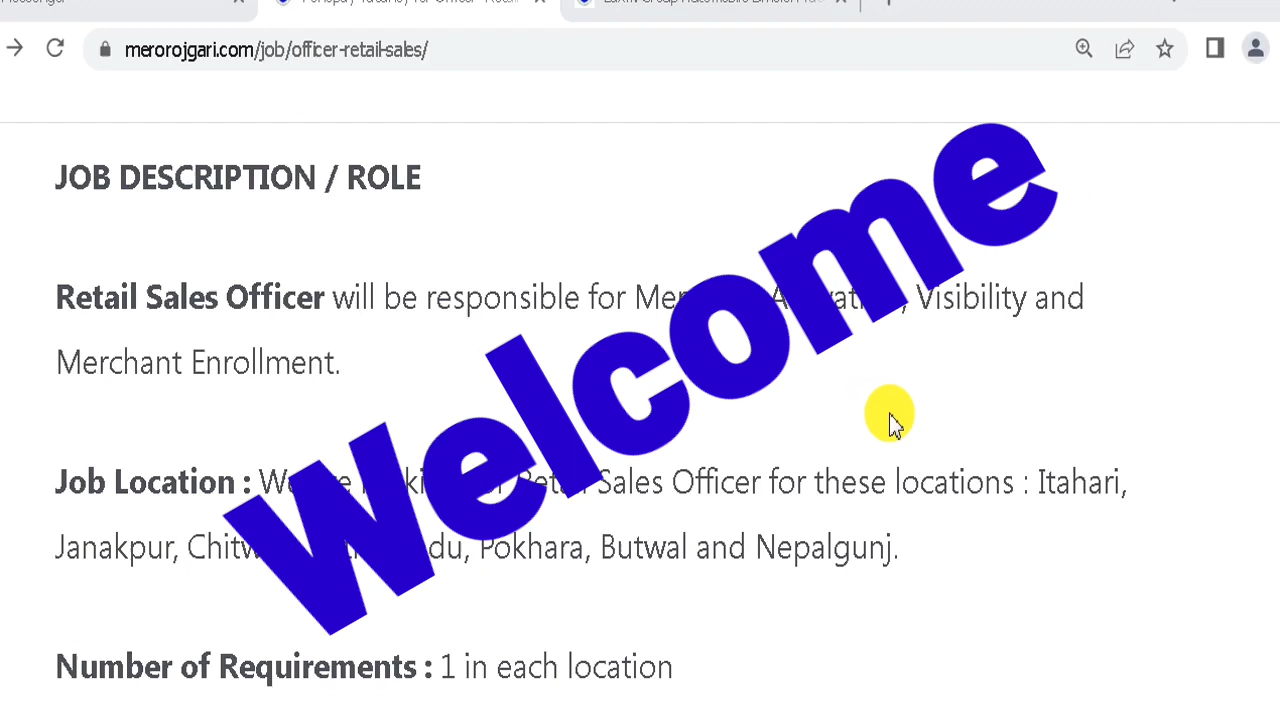 merorojgari.com/job/officer-retail-sales/
JOB DESCRIPTION / ROLE
Retail Sales Officer will be responsible for Visibility and
Merchant Enrollment.
Job Location : Retail Sales Officer for these locations : Itahari,
Janakpur, Pokhara, Butwal and Nepalgunj.
Number of Requirements : 1 in each location
Welcome